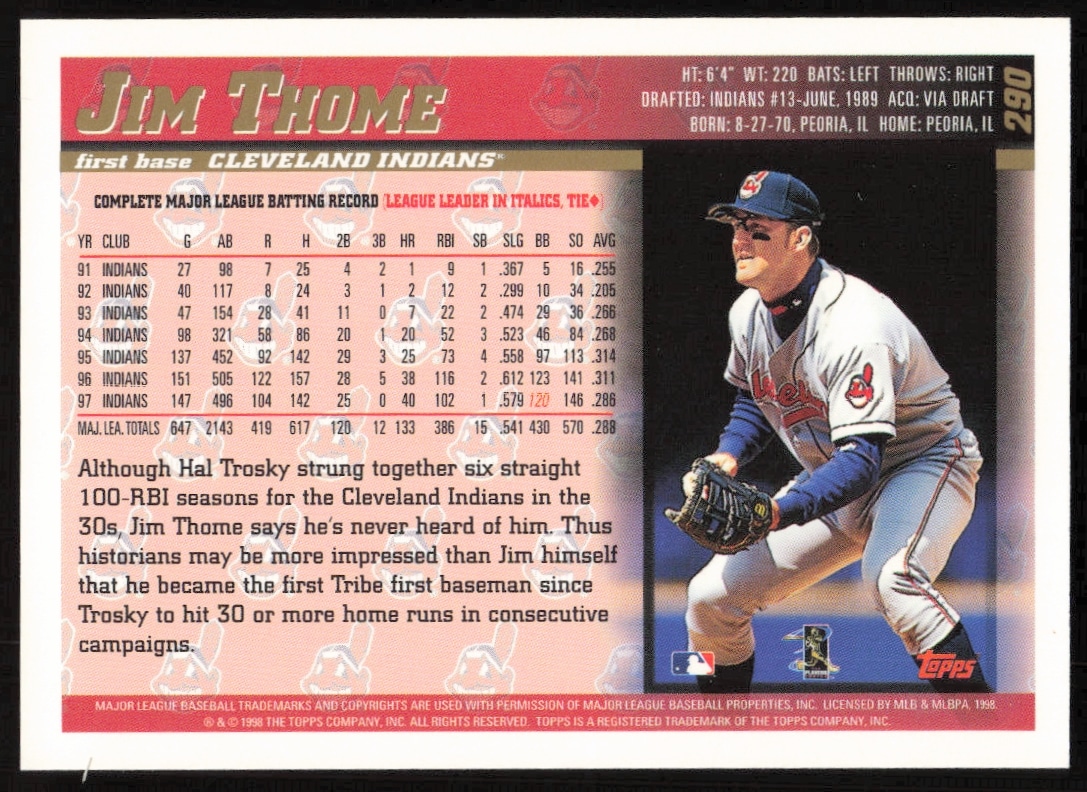 JIM THOME
HT: 6'4" WT: 220 BATS: LEFT THROWS: RIGHT
DRAFTED: INDIANS #13-JUNE, 1989 ACQ: VIA DRAFT
BORN: 8-27-70, PEORIA, IL HOME: PEORIA, IL
290
first base CLEVELAND INDIANS
COMPLETE MAJOR LEAGUE BATTING RECORD (LEAGUE LEADER IN ITALICS, TIE♦)
YR CLUB G AB R H 2B 3B HR RBI SB SLG BB SO AVG
91 INDIANS 27 98 7 25 4 2 1 9 1 .367 5 16 .255
92 INDIANS 40 117 8 24 3 1 2 12 2 .299 10 34 .205
93 INDIANS 47 154 28 41 11 0 7 22 2 .474 29 36 .266
94 INDIANS 98 321 58 86 20 1 20 52 3 .523 46 84 .268
95 INDIANS 137 452 92 142 29 3 25 73 4 .558 97 113 .314
96 INDIANS 151 505 122 157 28 5 38 116 2 .612 123 141 .311
97 INDIANS 147 496 104 142 25 0 40 102 1 .579 120 146 .286
MAJ. LEA. TOTALS 647 2143 419 617 120 12 133 386 15 .541 430 570 .288
Although Hal Trosky strung together six straight
100-RBI seasons for the Cleveland Indians in the
30s, Jim Thome says he's never heard of him. Thus
historians may be more impressed than Jim himself
that he became the first Tribe first baseman since
Trosky to hit 30 or more home runs in consecutive
campaigns.
TOPPS
MAJOR LEAGUE BASEBALL TRADEMARKS AND COPYRIGHTS ARE USED WITH PERMISSION OF MAJOR LEAGUE BASEBALL PROPERTIES, INC. LICENSED BY MLB & MLBPA, 1998.
® & © 1998 THE TOPPS COMPANY, INC. ALL RIGHTS RESERVED. TOPPS IS A REGISTERED TRADEMARK OF THE TOPPS COMPANY, INC.